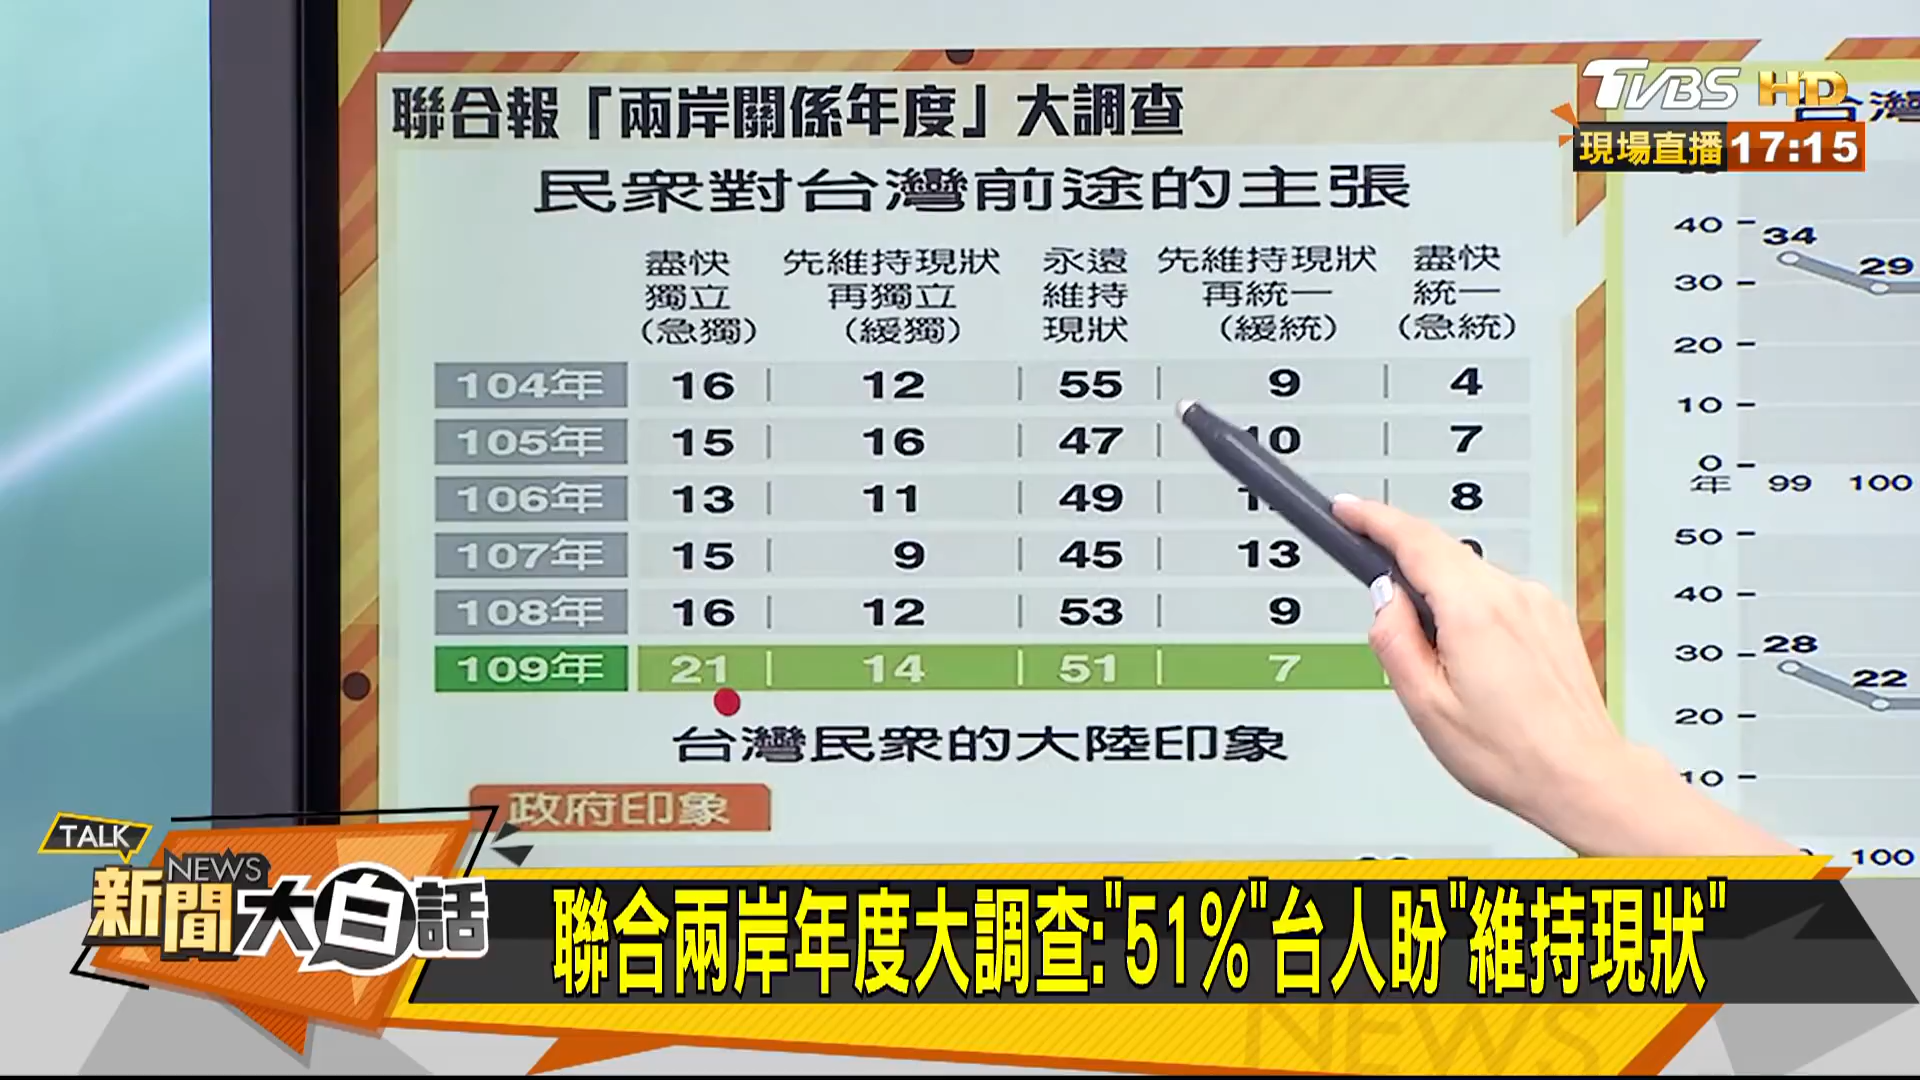 聯合報「兩岸關係年度」大調查
TVBS HD
現場直播 17:15
台灣
民眾對台灣前途的主張
盡快獨立(急獨) 先維持現狀再獨立(緩獨) 永遠維持現狀 先維持現狀再統一(緩統) 盡快統一(急統)
104年 16 12 55 9 4
105年 15 16 47 10 7
106年 13 11 49 8
107年 15 9 45 13
108年 16 12 53 9
109年 21 14 51 7
台灣民眾的大陸印象
政府印象
40
34
30
29
20
10
0
年 99 100
50
40
30
28
22
20
10
100
TALK
NEWS
新聞大白話
聯合兩岸年度大調查:"51%"台人盼"維持現狀"
NEWS